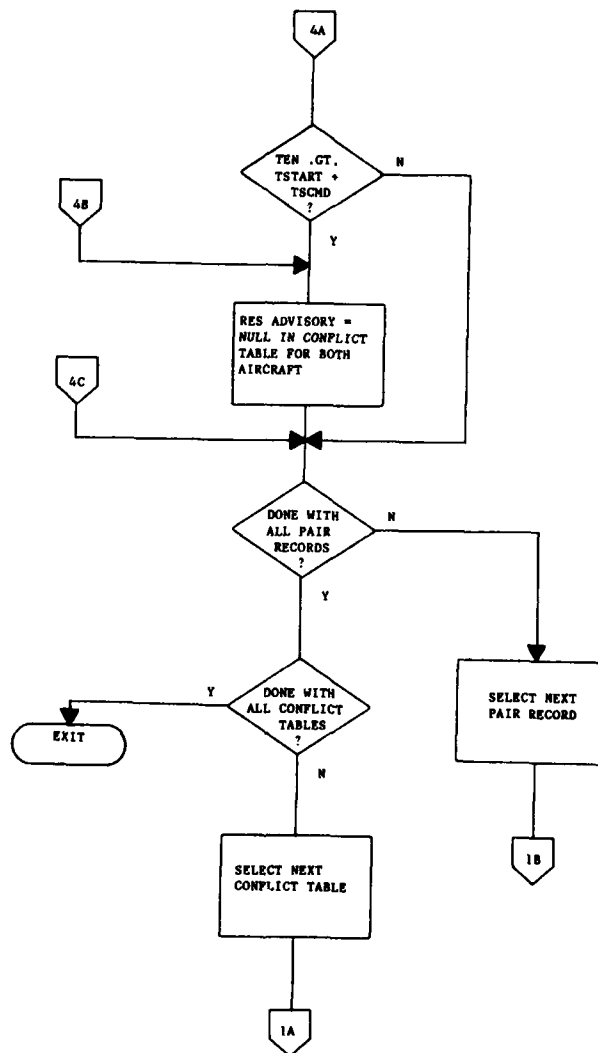 4A
TEN .GT.
TSTART +
TSCMD
?
N
Y
4B
RES ADVISORY =
NULL IN CONFLICT
TABLE FOR BOTH
AIRCRAFT
4C
DONE WITH
ALL PAIR
RECORDS
?
N
Y
SELECT NEXT
PAIR RECORD
1B
DONE WITH
ALL CONFLICT
TABLES
?
Y
N
EXIT
SELECT NEXT
CONFLICT TABLE
1A